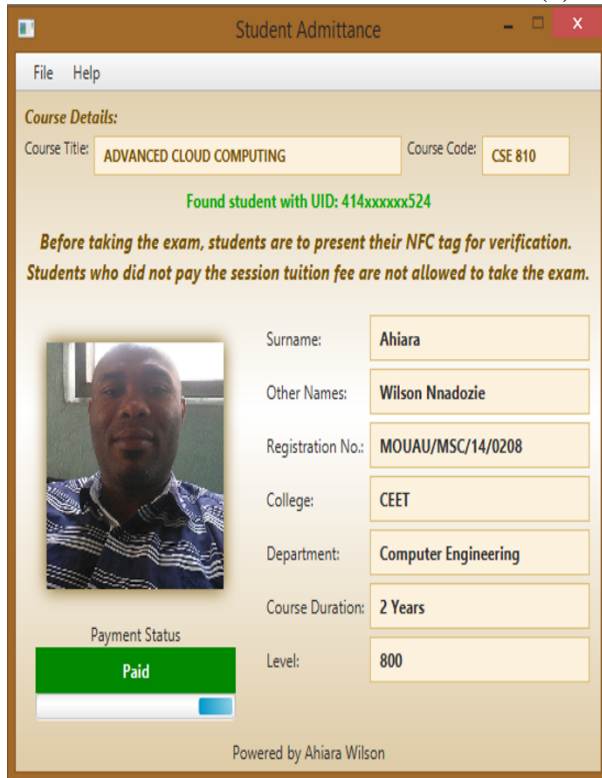 Student Admittance
File Help
Course Details:
Course Title: ADVANCED CLOUD COMPUTING Course Code: CSE 810
Found student with UID: 414xxxxxx524
Before taking the exam, students are to present their NFC tag for verification.
Students who did not pay the session tuition fee are not allowed to take the exam.
Surname: Ahiara
Other Names: Wilson Nnadozie
Registration No.: MOUAU/MSC/14/0208
College: CEET
Department: Computer Engineering
Course Duration: 2 Years
Payment Status
Paid
Level: 800
Powered by Ahiara Wilson